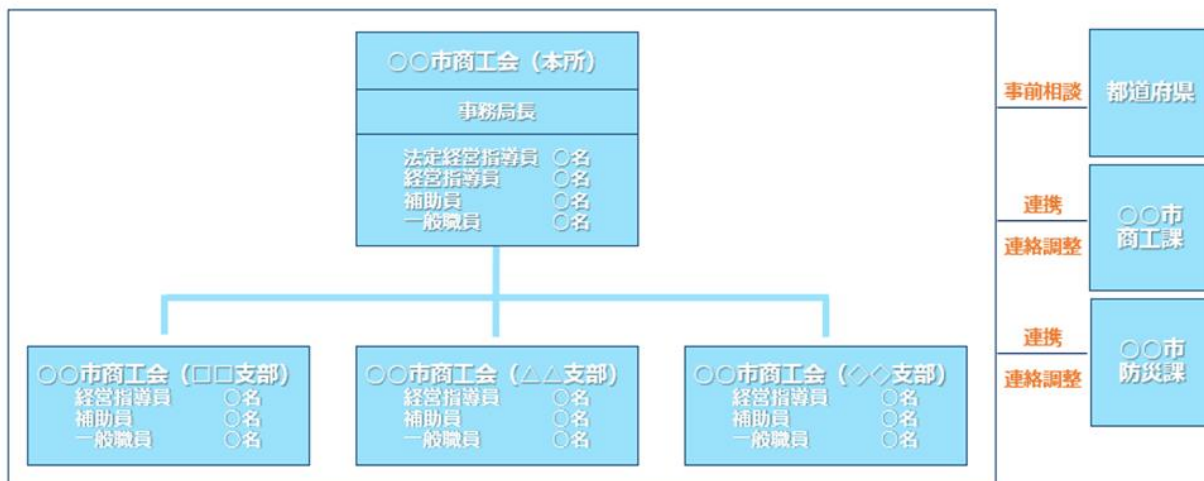 ○○市商工会（本所）
事務局長
法定経営指導員 ○名
経営指導員 ○名
補助員 ○名
一般職員 ○名
○○市商工会（□□支部）
経営指導員 ○名
補助員 ○名
一般職員 ○名
○○市商工会（△△支部）
経営指導員 ○名
補助員 ○名
一般職員 ○名
○○市商工会（◇◇支部）
経営指導員 ○名
補助員 ○名
一般職員 ○名
事前相談
都道府県
連携
連絡調整
○○市
商工課
連携
連絡調整
○○市
防災課